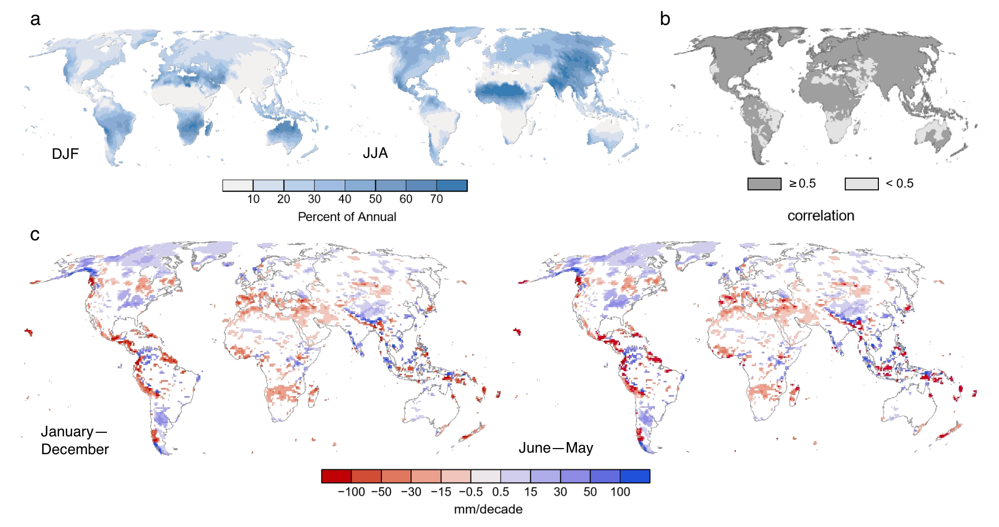 a
b
DJF
JJA
10 20 30 40 50 60 70
Percent of Annual
≥ 0.5 < 0.5
correlation
c
January—
December
June—May
−100 −50 −30 −15 −0.5 0.5 15 30 50 100
mm/decade